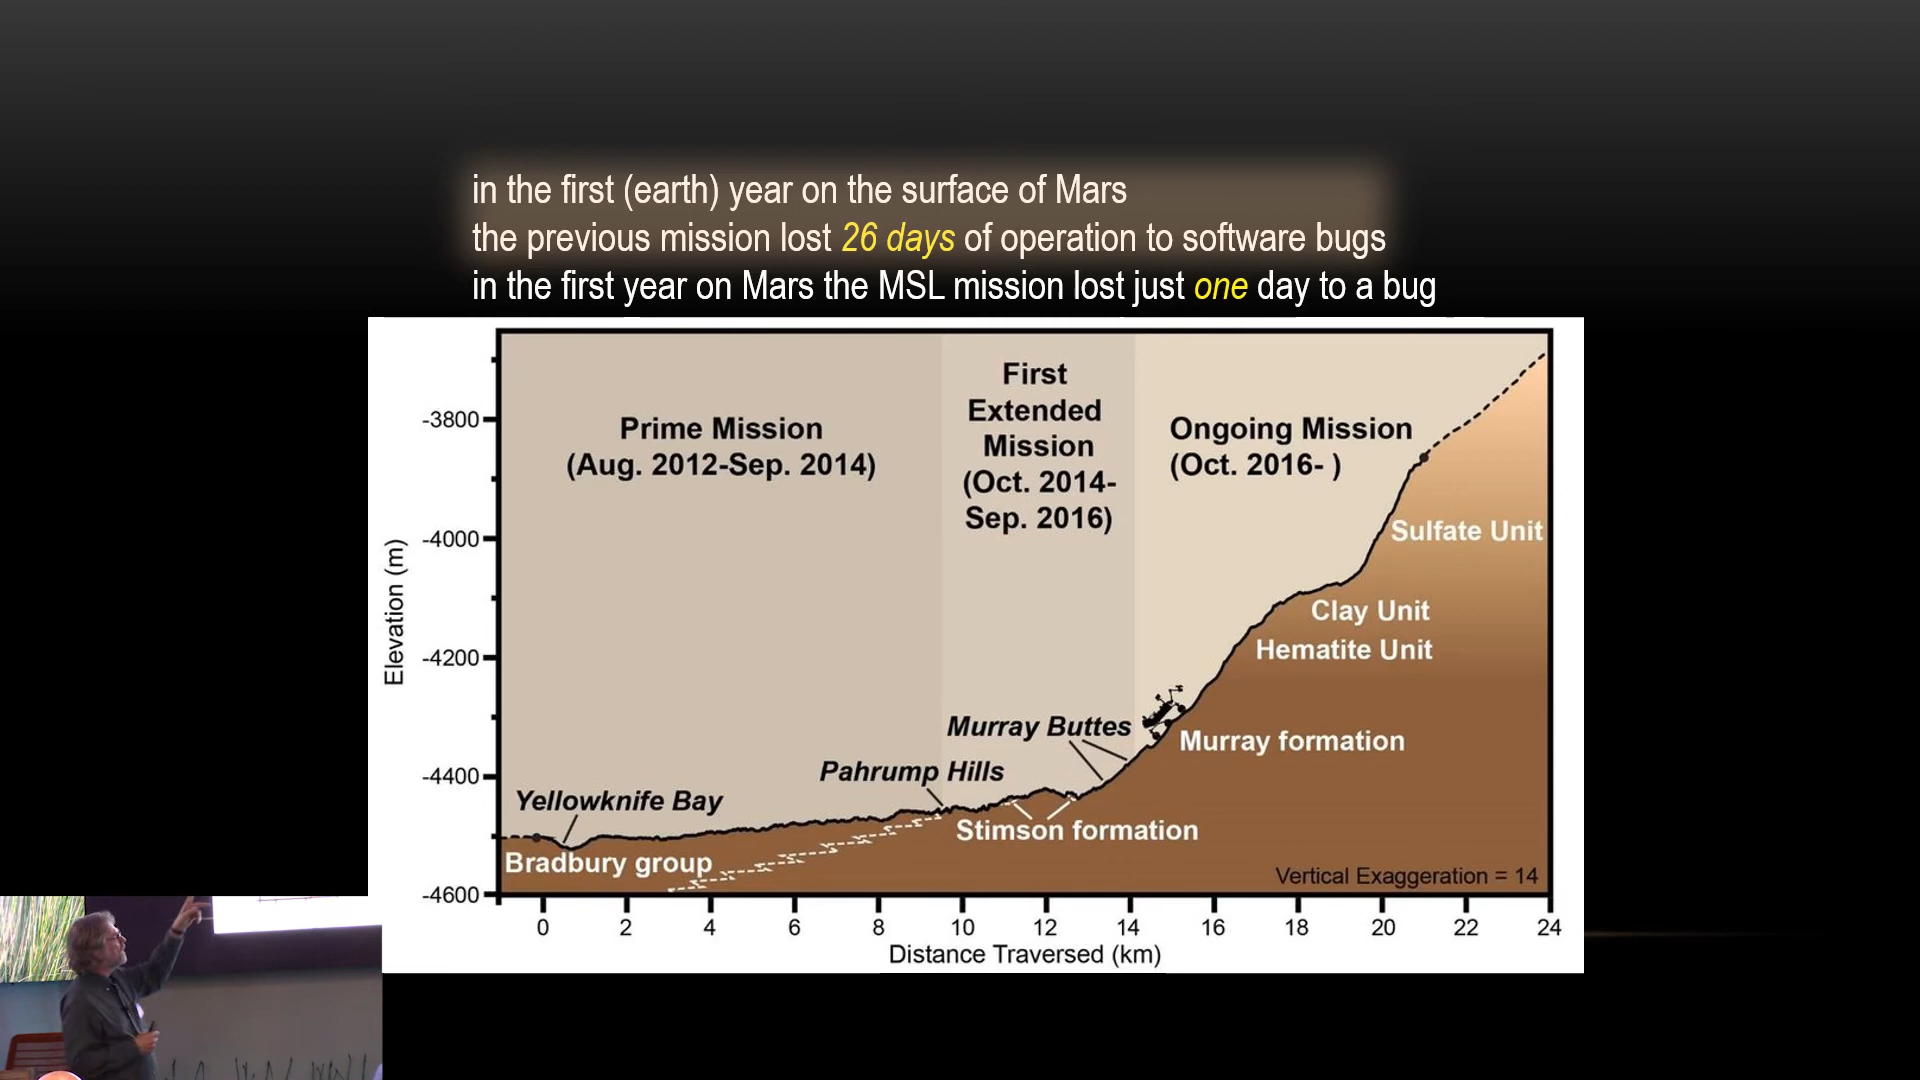 in the first (earth) year on the surface of Mars
the previous mission lost 26 days of operation to software bugs
in the first year on Mars the MSL mission lost just one day to a bug
Prime Mission
(Aug. 2012-Sep. 2014)
First
Extended
Mission
(Oct. 2014-
Sep. 2016)
Ongoing Mission
(Oct. 2016- )
Elevation (m)
-3800
-4000
-4200
-4400
-4600
Sulfate Unit
Clay Unit
Hematite Unit
Murray formation
Murray Buttes
Pahrump Hills
Yellowknife Bay
Stimson formation
Bradbury group
Vertical Exaggeration = 14
0 2 4 6 8 10 12 14 16 18 20 22 24
Distance Traversed (km)